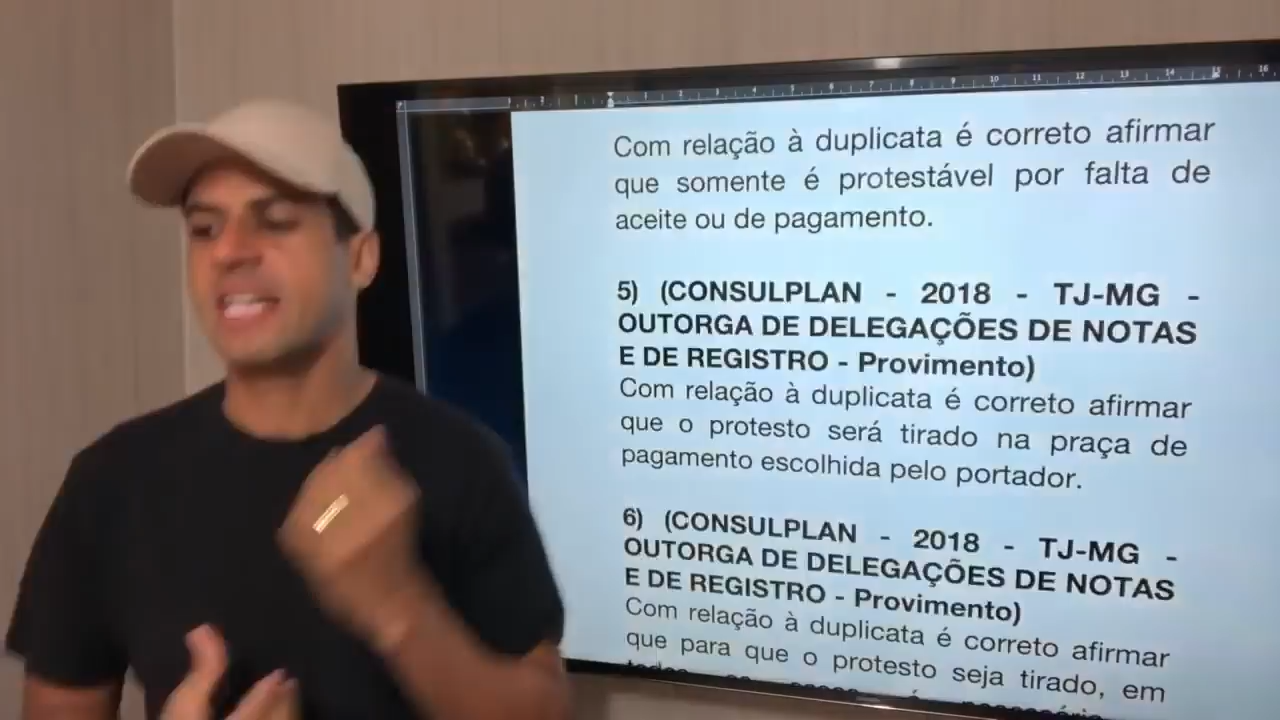 Com relação à duplicata é correto afirmar
que somente é protestável por falta de
aceite ou de pagamento.
5) (CONSULPLAN - 2018 - TJ-MG -
OUTORGA DE DELEGAÇÕES DE NOTAS
E DE REGISTRO - Provimento)
Com relação à duplicata é correto afirmar
que o protesto será tirado na praça de
pagamento escolhida pelo portador.
6) (CONSULPLAN - 2018 - TJ-MG -
OUTORGA DE DELEGAÇÕES DE NOTAS
E DE REGISTRO - Provimento)
Com relação à duplicata é correto afirmar
que para que o protesto seja tirado, em